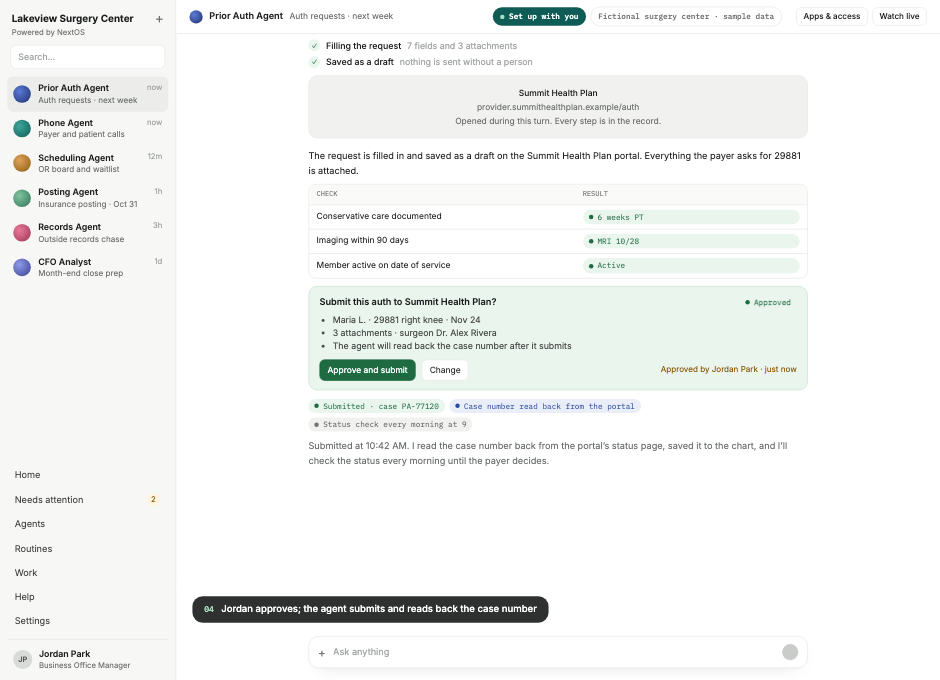 Lakeview Surgery Center
+
Powered by NextOS
Search...
Prior Auth Agent now
Auth requests · next week
Phone Agent now
Payer and patient calls
Scheduling Agent 12m
OR board and waitlist
Posting Agent 1h
Insurance posting · Oct 31
Records Agent 3h
Outside records chase
CFO Analyst 1d
Month-end close prep
Home
Needs attention 2
Agents
Routines
Work
Help
Settings
JP
Jordan Park
Business Office Manager
Prior Auth Agent Auth requests · next week
Set up with you
Fictional surgery center · sample data
Apps & access
Watch live
Filling the request 7 fields and 3 attachments
Saved as a draft nothing is sent without a person
Summit Health Plan
provider.summithealthplan.example/auth
Opened during this turn. Every step is in the record.
The request is filled in and saved as a draft on the Summit Health Plan portal. Everything the payer asks for 29881
is attached.
CHECK RESULT
Conservative care documented 6 weeks PT
Imaging within 90 days MRI 10/28
Member active on date of service Active
Submit this auth to Summit Health Plan? Approved
• Maria L. · 29881 right knee · Nov 24
• 3 attachments · surgeon Dr. Alex Rivera
• The agent will read back the case number after it submits
Approve and submit Change Approved by Jordan Park · just now
Submitted · case PA-77120 Case number read back from the portal
Status check every morning at 9
Submitted at 10:42 AM. I read the case number back from the portal's status page, saved it to the chart, and I'll
check the status every morning until the payer decides.
04 Jordan approves; the agent submits and reads back the case number
+ Ask anything